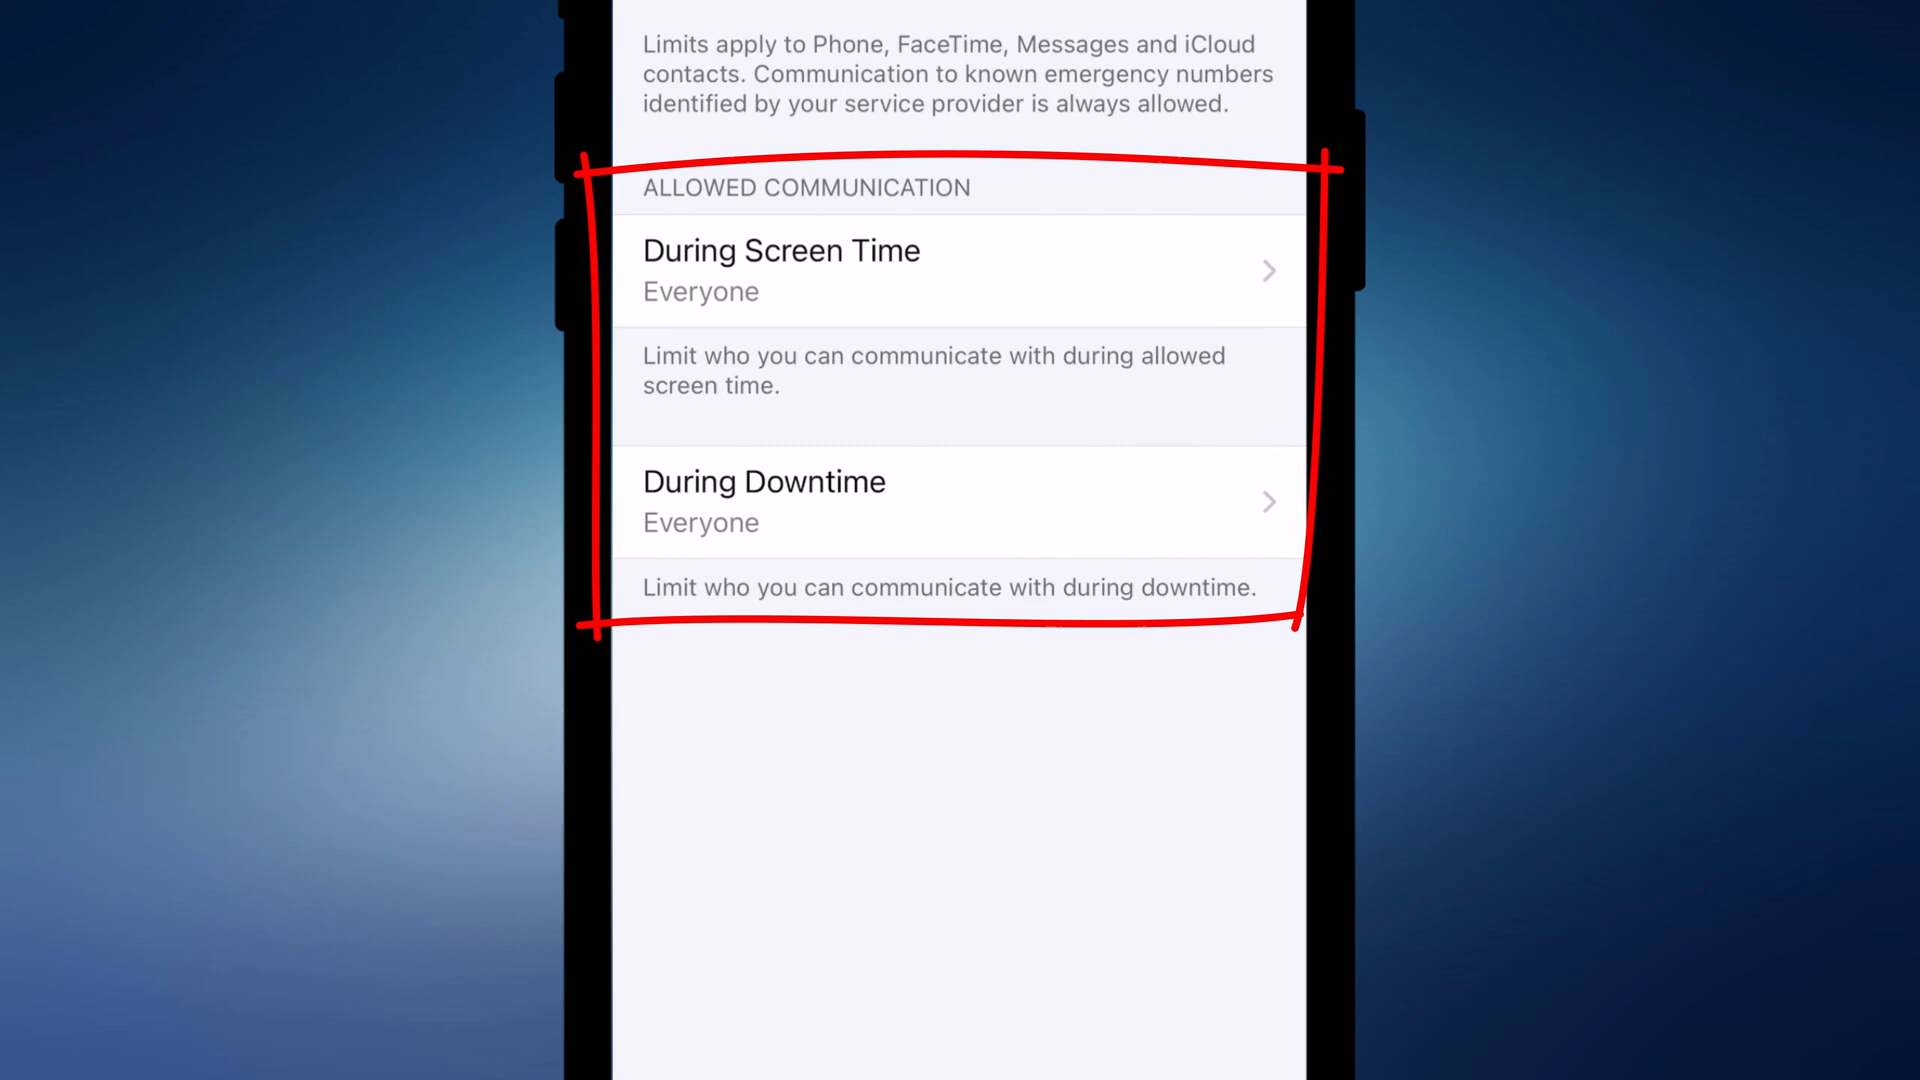 Limits apply to Phone, FaceTime, Messages and iCloud
contacts. Communication to known emergency numbers
identified by your service provider is always allowed.
ALLOWED COMMUNICATION
During Screen Time
Everyone
Limit who you can communicate with during allowed
screen time.
During Downtime
Everyone
Limit who you can communicate with during downtime.